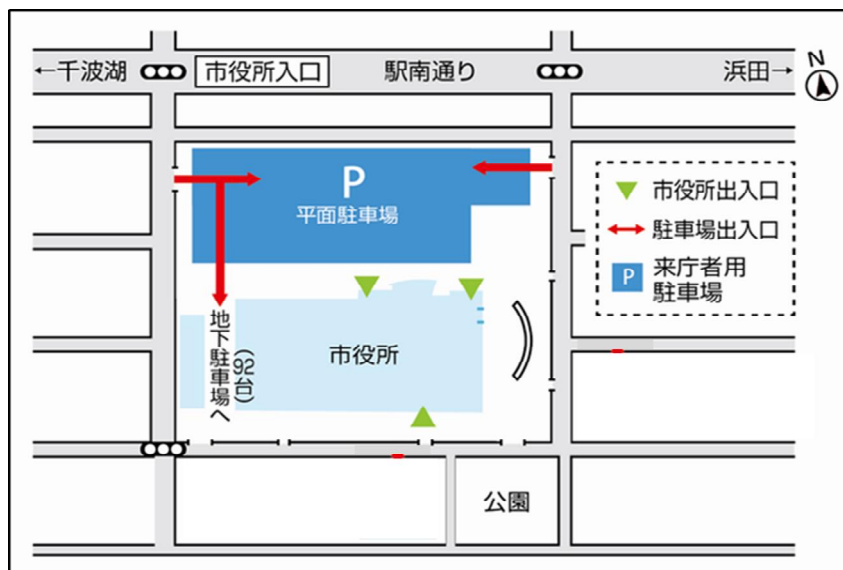 ←千波湖
市役所入口
駅南通り
浜田→
N
P
平面駐車場
市役所出入口
駐車場出入口
P
来庁者用
駐車場
地下駐車場へ
(92台)
市役所
公園